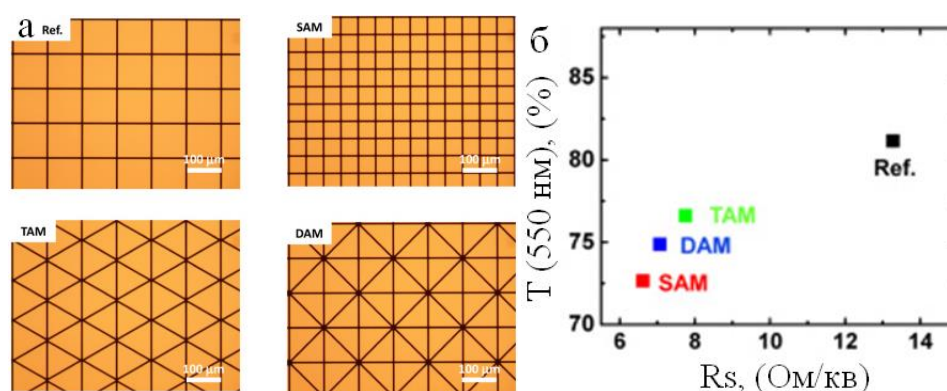 а
Ref.
100 µm
SAM
100 µm
TAM
100 µm
DAM
100 µm
б
T (550 нм), (%)
85
80
75
70
Ref.
TAM
DAM
SAM
6 8 10 12 14
Rs, (Ом/кв)